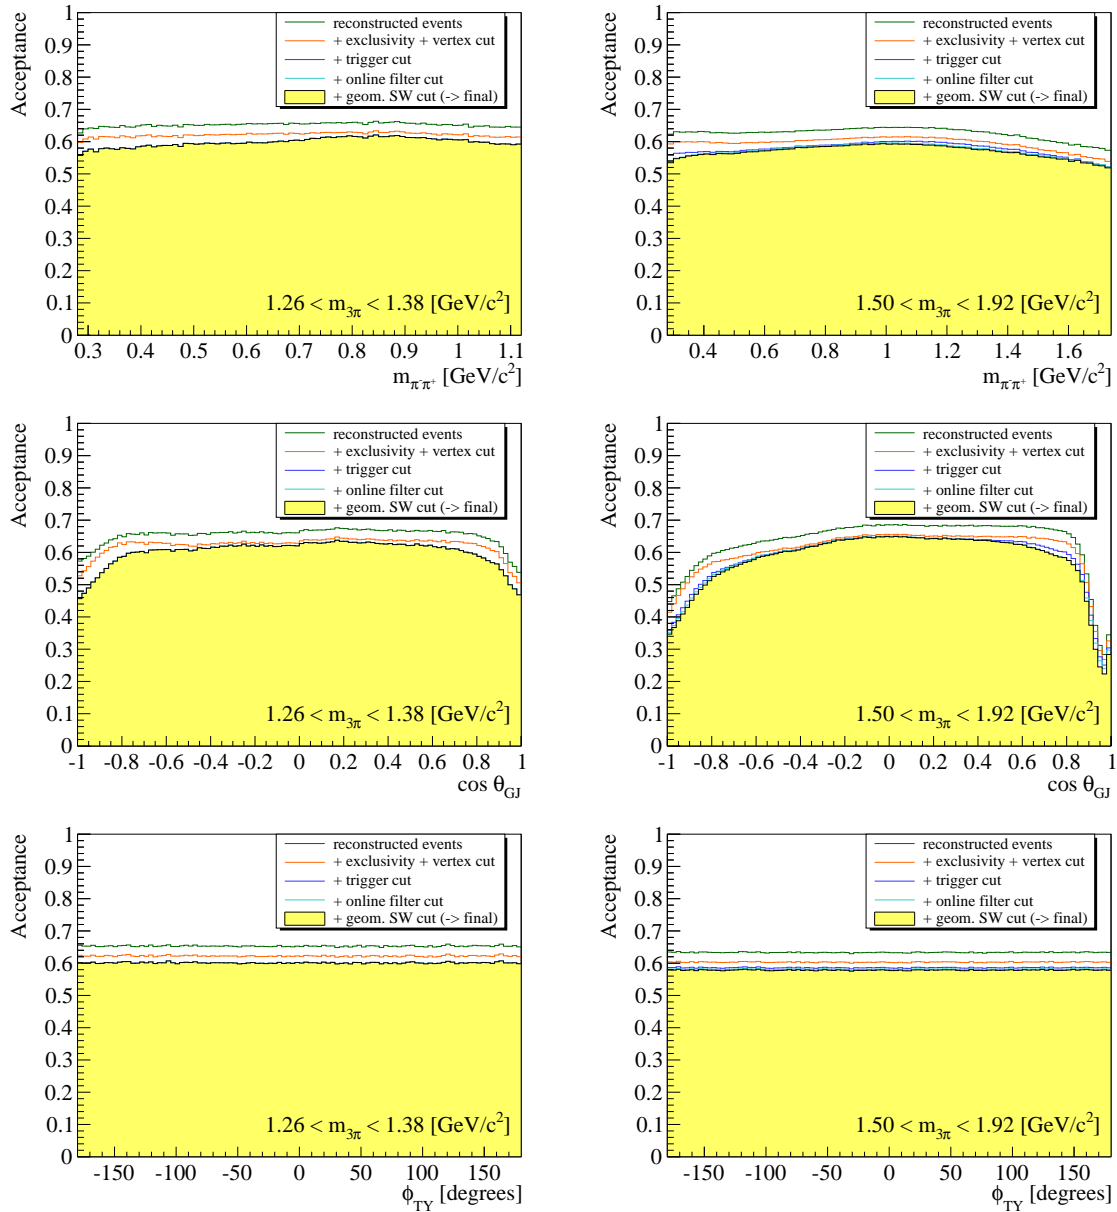 Acceptance
1
0.9
0.8
0.7
0.6
0.5
0.4
0.3
0.2
0.1
0
reconstructed events
+ exclusivity + vertex cut
+ trigger cut
+ online filter cut
+ geom. SW cut (-> final)
1.26 < m3π < 1.38 [GeV/c²]
0.3 0.4 0.5 0.6 0.7 0.8 0.9 1 1.1
mπ-π+ [GeV/c²]
Acceptance
1
0.9
0.8
0.7
0.6
0.5
0.4
0.3
0.2
0.1
0
reconstructed events
+ exclusivity + vertex cut
+ trigger cut
+ online filter cut
+ geom. SW cut (-> final)
1.50 < m3π < 1.92 [GeV/c²]
0.4 0.6 0.8 1 1.2 1.4 1.6
mπ-π+ [GeV/c²]
Acceptance
1
0.9
0.8
0.7
0.6
0.5
0.4
0.3
0.2
0.1
0
reconstructed events
+ exclusivity + vertex cut
+ trigger cut
+ online filter cut
+ geom. SW cut (-> final)
1.26 < m3π < 1.38 [GeV/c²]
-1 -0.8 -0.6 -0.4 -0.2 0 0.2 0.4 0.6 0.8 1
cos θGJ
Acceptance
1
0.9
0.8
0.7
0.6
0.5
0.4
0.3
0.2
0.1
0
reconstructed events
+ exclusivity + vertex cut
+ trigger cut
+ online filter cut
+ geom. SW cut (-> final)
1.50 < m3π < 1.92 [GeV/c²]
-1 -0.8 -0.6 -0.4 -0.2 0 0.2 0.4 0.6 0.8 1
cos θGJ
Acceptance
1
0.9
0.8
0.7
0.6
0.5
0.4
0.3
0.2
0.1
0
reconstructed events
+ exclusivity + vertex cut
+ trigger cut
+ online filter cut
+ geom. SW cut (-> final)
1.26 < m3π < 1.38 [GeV/c²]
-150 -100 -50 0 50 100 150
ϕTY [degrees]
Acceptance
1
0.9
0.8
0.7
0.6
0.5
0.4
0.3
0.2
0.1
0
reconstructed events
+ exclusivity + vertex cut
+ trigger cut
+ online filter cut
+ geom. SW cut (-> final)
1.50 < m3π < 1.92 [GeV/c²]
-150 -100 -50 0 50 100 150
ϕTY [degrees]